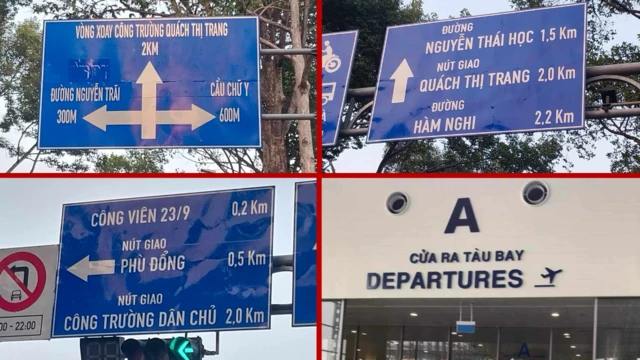 VÒNG XOAY CÔNG TRƯỜNG QUÁCH THỊ TRANG
2KM
ĐƯỜNG NGUYỄN TRÃI
300M
CẦU CHỮ Y
600M
ĐƯỜNG
NGUYỄN THÁI HỌC 1,5 Km
NÚT GIAO
QUÁCH THỊ TRANG 2,0 Km
ĐƯỜNG
HÀM NGHI 2,2 Km
CÔNG VIÊN 23/9 0,2 Km
NÚT GIAO
PHÙ ĐỔNG 0,5 Km
NÚT GIAO
CÔNG TRƯỜNG DÂN CHỦ 2,0 Km
00 - 22:00
A
CỬA RA TÀU BAY
DEPARTURES
A